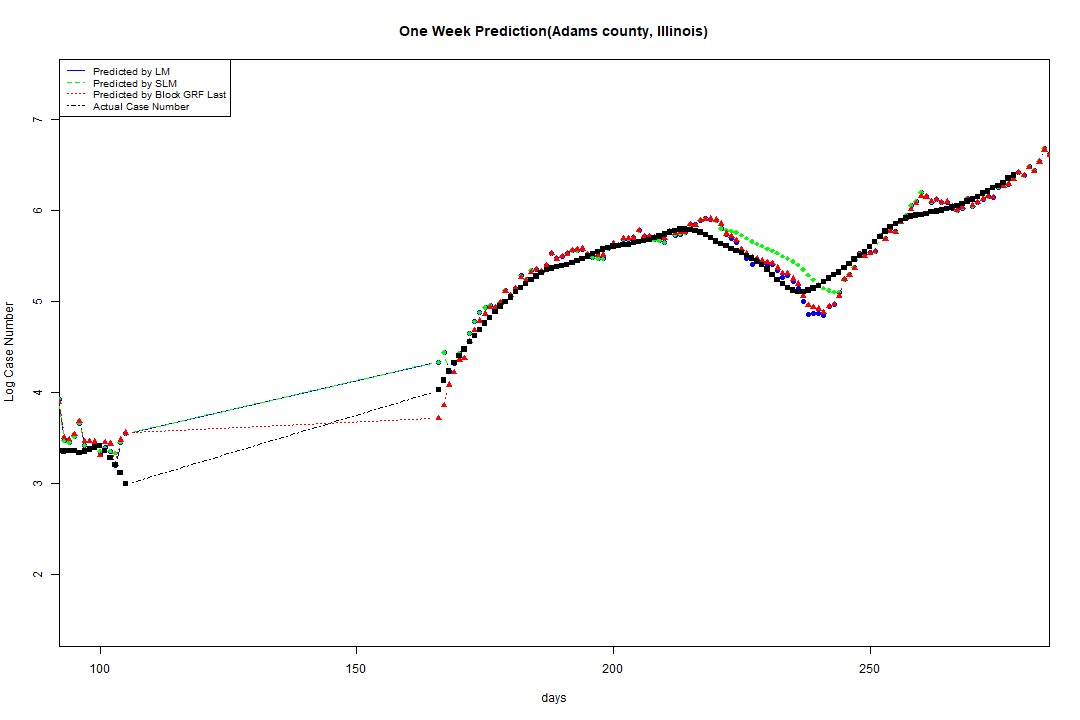 One Week Prediction(Adams county, Illinois)
Predicted by LM
Predicted by SLM
Predicted by Block GRF Last
Actual Case Number
Log Case Number
7
6
5
4
3
2
100 150 200 250
days